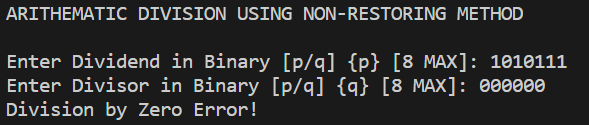 ARITHEMATIC DIVISION USING NON-RESTORING METHOD
Enter Dividend in Binary [p/q] {p} [8 MAX]: 1010111
Enter Divisor in Binary [p/q] {q} [8 MAX]: 000000
Division by Zero Error!